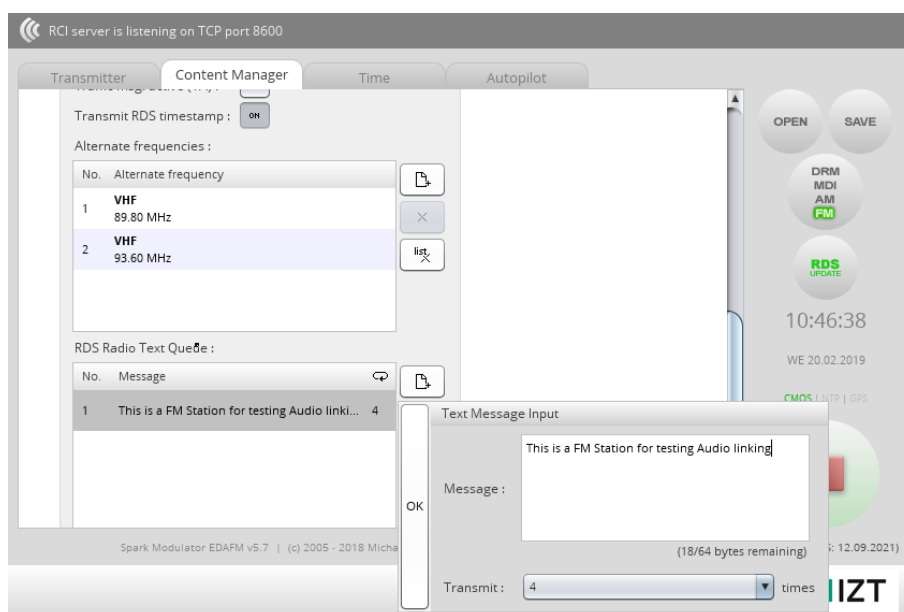 RCI server is listening on TCP port 8600
Transmitter Content Manager Time Autopilot
Transmit RDS timestamp : ON
Alternate frequencies :
No. Alternate frequency
1 VHF
89.80 MHz
2 VHF
93.60 MHz
list
RDS Radio Text Queue :
No. Message
1 This is a FM Station for testing Audio linki... 4
Text Message Input
Message : This is a FM Station for testing Audio linking
OK
(18/64 bytes remaining)
Transmit : 4 times
Spark Modulator EDAFM v5.7 | (c) 2005 - 2018 Micha
OPEN SAVE
DRM
MDI
AM
FM
RDS
UPDATE
10:46:38
WE 20.02.2019
CMOS | NTP | GPS
S: 12.09.2021)
IZT